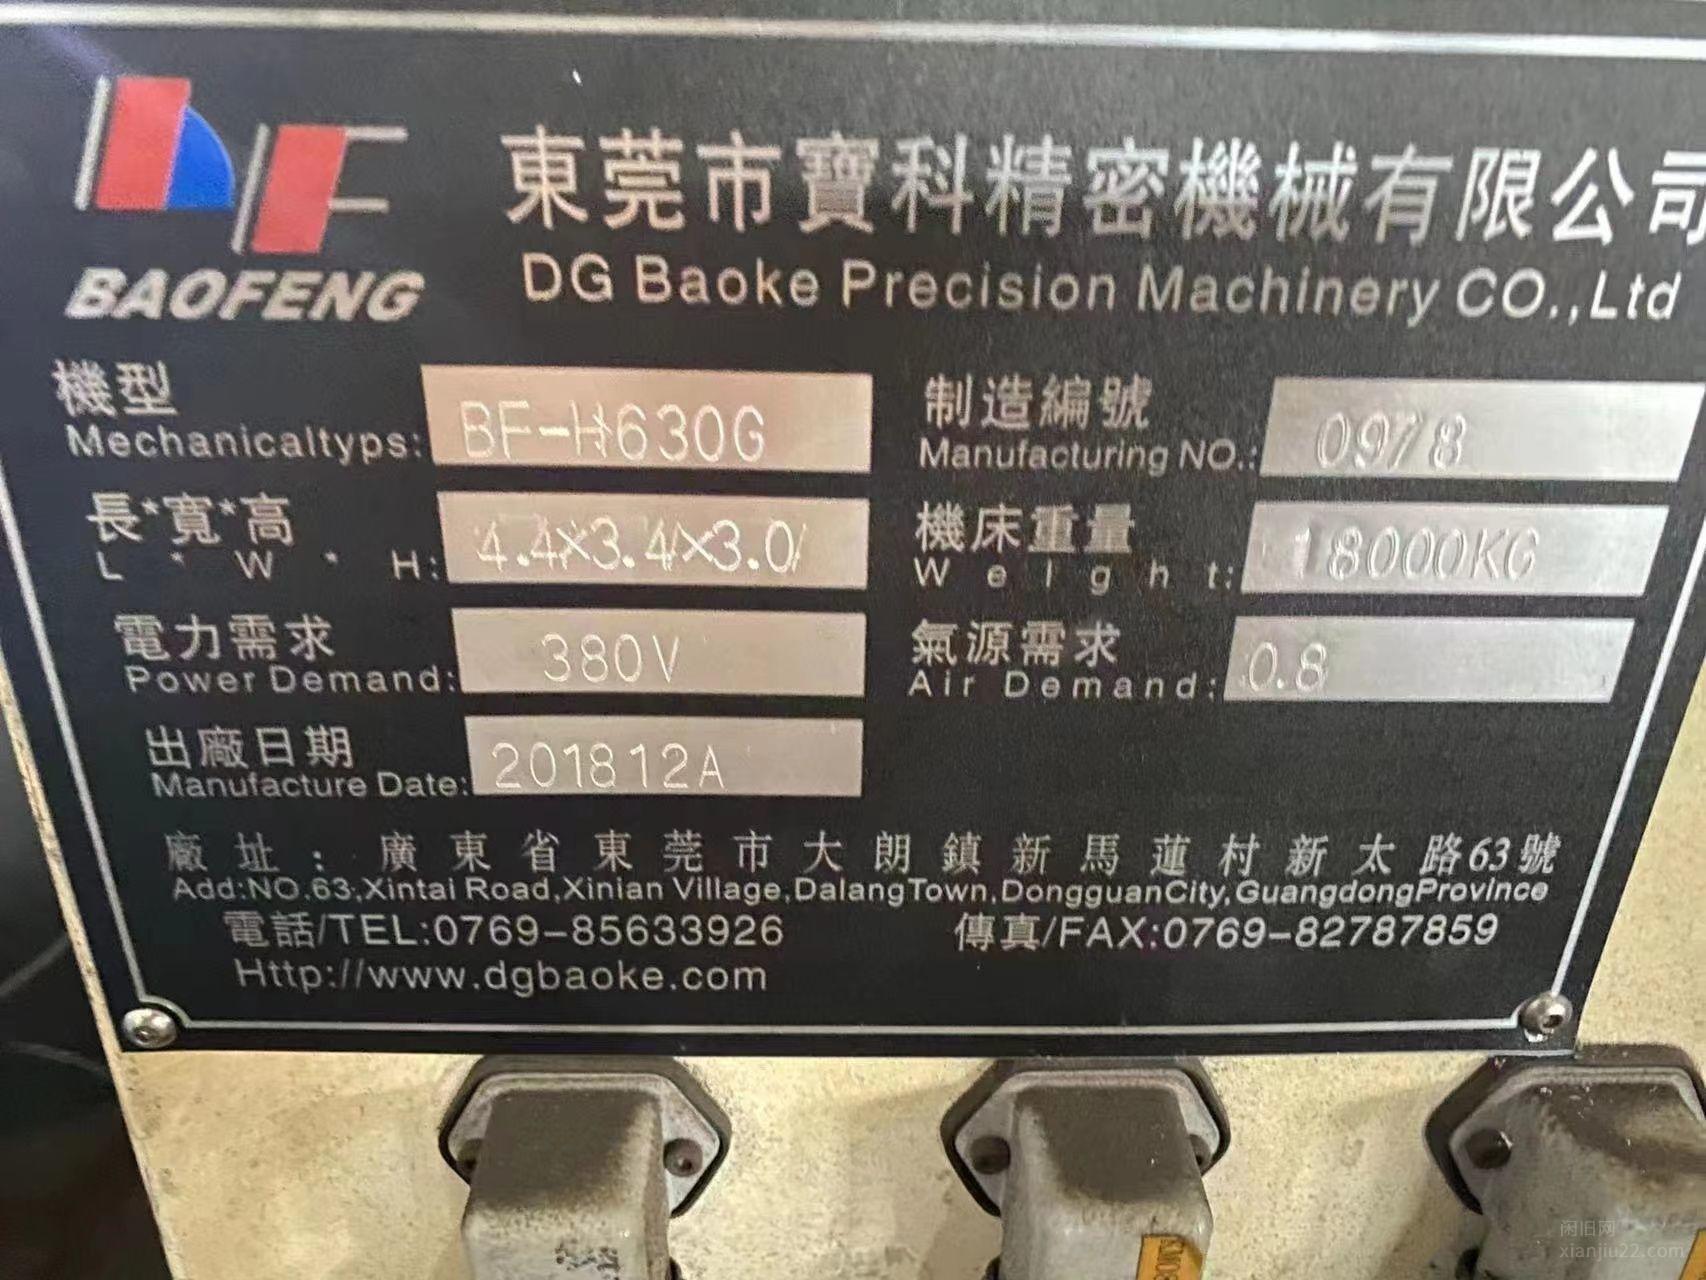 東莞市寶科精密機械有限公司
DG Baoke Precision Machinery CO.,Ltd
BAOFENG
機型
Mechanicaltyps: BF-H630G
制造編號
Manufacturing NO.: 0978
長*寬*高
L * W * H: 4.4×3.4×3.0
機床重量
Weight: 18000KG
電力需求
Power Demand: 380V
氣源需求
Air Demand: 0.8
出廠日期
Manufacture Date: 201812A
廠址：廣東省東莞市大朗鎮新馬蓮村新太路63號
Add:NO.63,Xintai Road,Xinlan Village,DalangTown,DongguanCity,GuangdongProvince
電話/TEL:0769-85633926 傳真/FAX:0769-82787859
Http://www.dgbaoke.com
闲旧网
xianjiu22.com